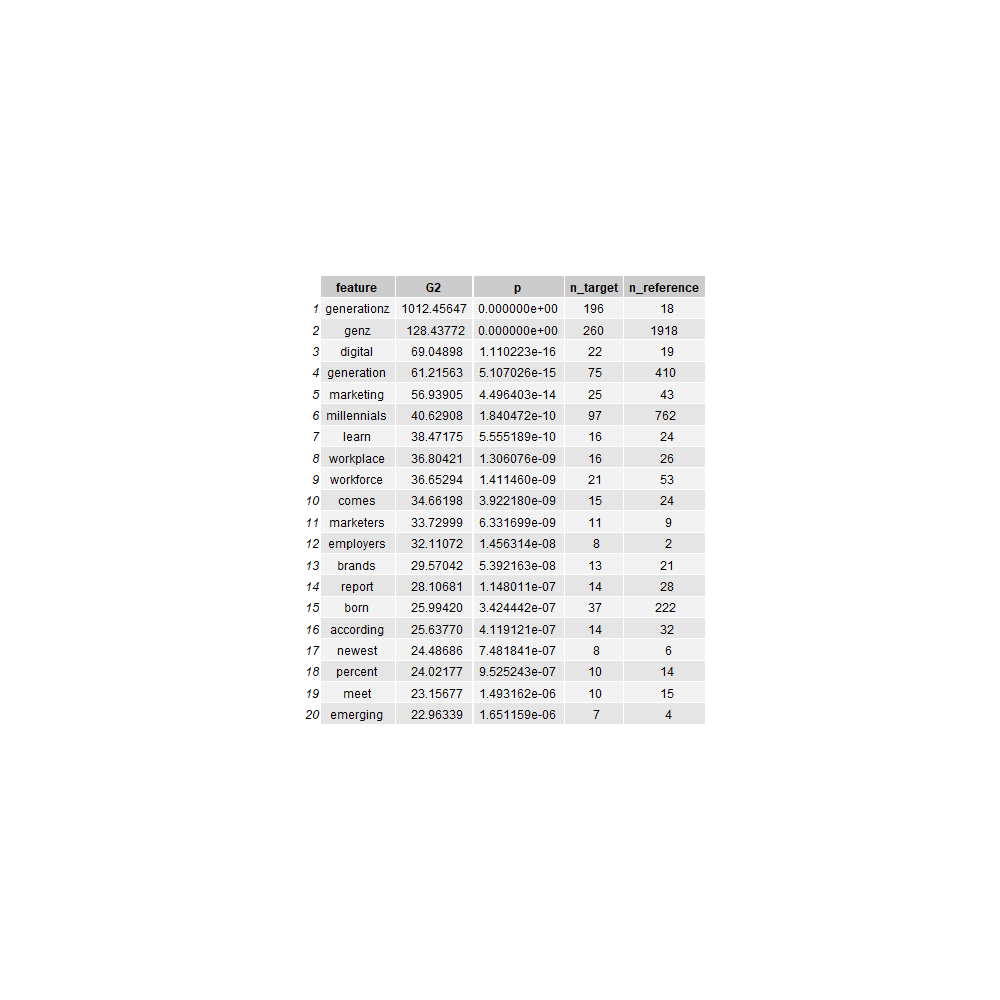 feature G2 p n_target n_reference
1 generationz 1012.45647 0.000000e+00 196 18
2 genz 128.43772 0.000000e+00 260 1918
3 digital 69.04898 1.110223e-16 22 19
4 generation 61.21563 5.107026e-15 75 410
5 marketing 56.93905 4.496403e-14 25 43
6 millennials 40.62908 1.840472e-10 97 762
7 learn 38.47175 5.555189e-10 16 24
8 workplace 36.80421 1.306076e-09 16 26
9 workforce 36.65294 1.411460e-09 21 53
10 comes 34.66198 3.922180e-09 15 24
11 marketers 33.72999 6.331699e-09 11 9
12 employers 32.11072 1.456314e-08 8 2
13 brands 29.57042 5.392163e-08 13 21
14 report 28.10681 1.148011e-07 14 28
15 born 25.99420 3.424442e-07 37 222
16 according 25.63770 4.119121e-07 14 32
17 newest 24.48686 7.481841e-07 8 6
18 percent 24.02177 9.525243e-07 10 14
19 meet 23.15677 1.493162e-06 10 15
20 emerging 22.96339 1.651159e-06 7 4